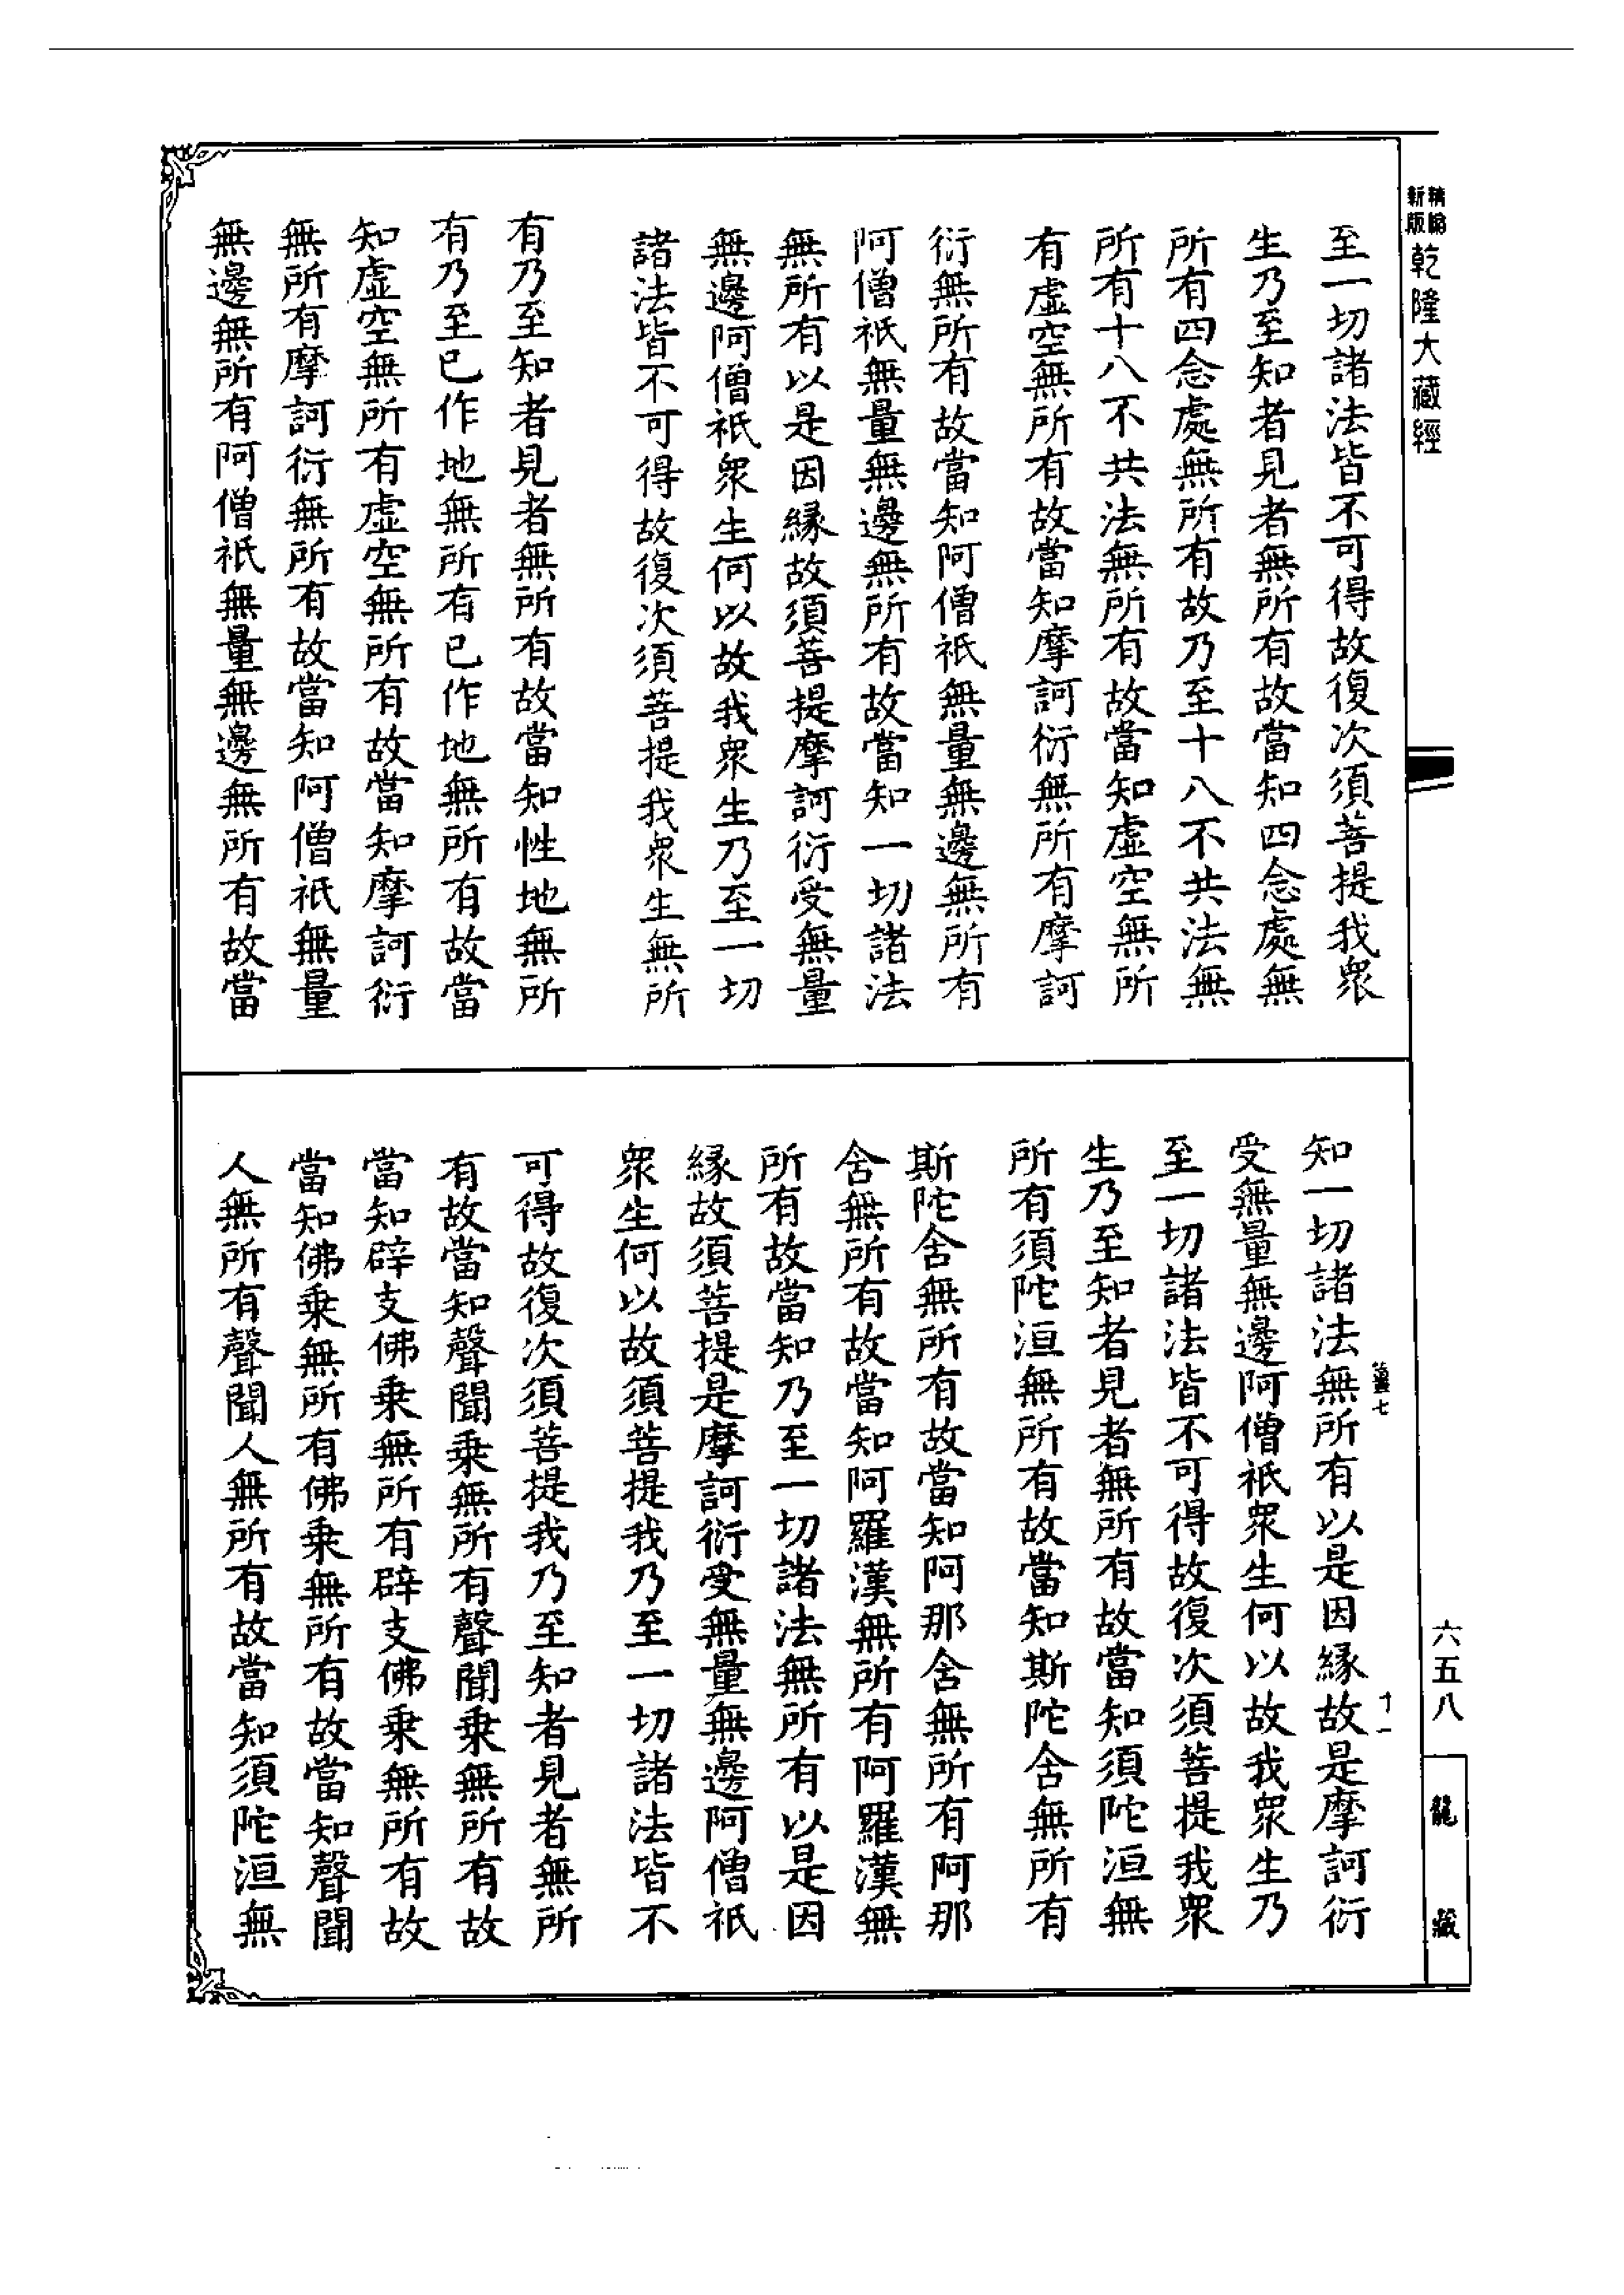 精編
新版
乾隆大藏經
至一切諸法皆不可得故復次須菩提我眾
生乃至知者見者無所有故當知四念處無
所有四念處無所有故乃至十八不共法無
所有十八不共法無所有故當知虛空無所
有虛空無所有故當知摩訶衍無所有摩訶
衍無所有故當知阿僧祇無量無邊無所有
阿僧祇無量無邊無所有故當知一切諸法
無所有以是因緣故須菩提摩訶衍受無量
無邊阿僧祇眾生何以故我眾生乃至一切
諸法皆不可得故復次須菩提我眾生無所
有乃至知者見者無所有故當知性地無所
有乃至已作地無所有已作地無所有故當
知虛空無所有虛空無所有故當知摩訶衍
無所有摩訶衍無所有故當知阿僧祇無量
無邊無所有阿僧祇無量無邊無所有故當
知一切諸法無所有以是因緣故是摩訶衍
受無量無邊阿僧祇眾生何以故我眾生乃
至一切諸法皆不可得故復次須菩提我眾
生乃至知者見者無所有故當知須陀洹無
所有須陀洹無所有故當知斯陀含無所有
斯陀含無所有故當知阿那含無所有阿那
含無所有故當知阿羅漢無所有阿羅漢無
所有故當知乃至一切諸法無所有以是因
緣故須菩提是摩訶衍受無量無邊阿僧祇
眾生何以故須菩提我乃至一切諸法皆不
可得故復次須菩提我乃至知者見者無所
有故當知聲聞乘無所有聲聞乘無所有故
當知辟支佛乘無所有辟支佛乘無所有故
當知佛乘無所有佛乘無所有故當知聲聞
人無所有聲聞人無所有故當知須陀洹無
七
十一
六五八
龍藏